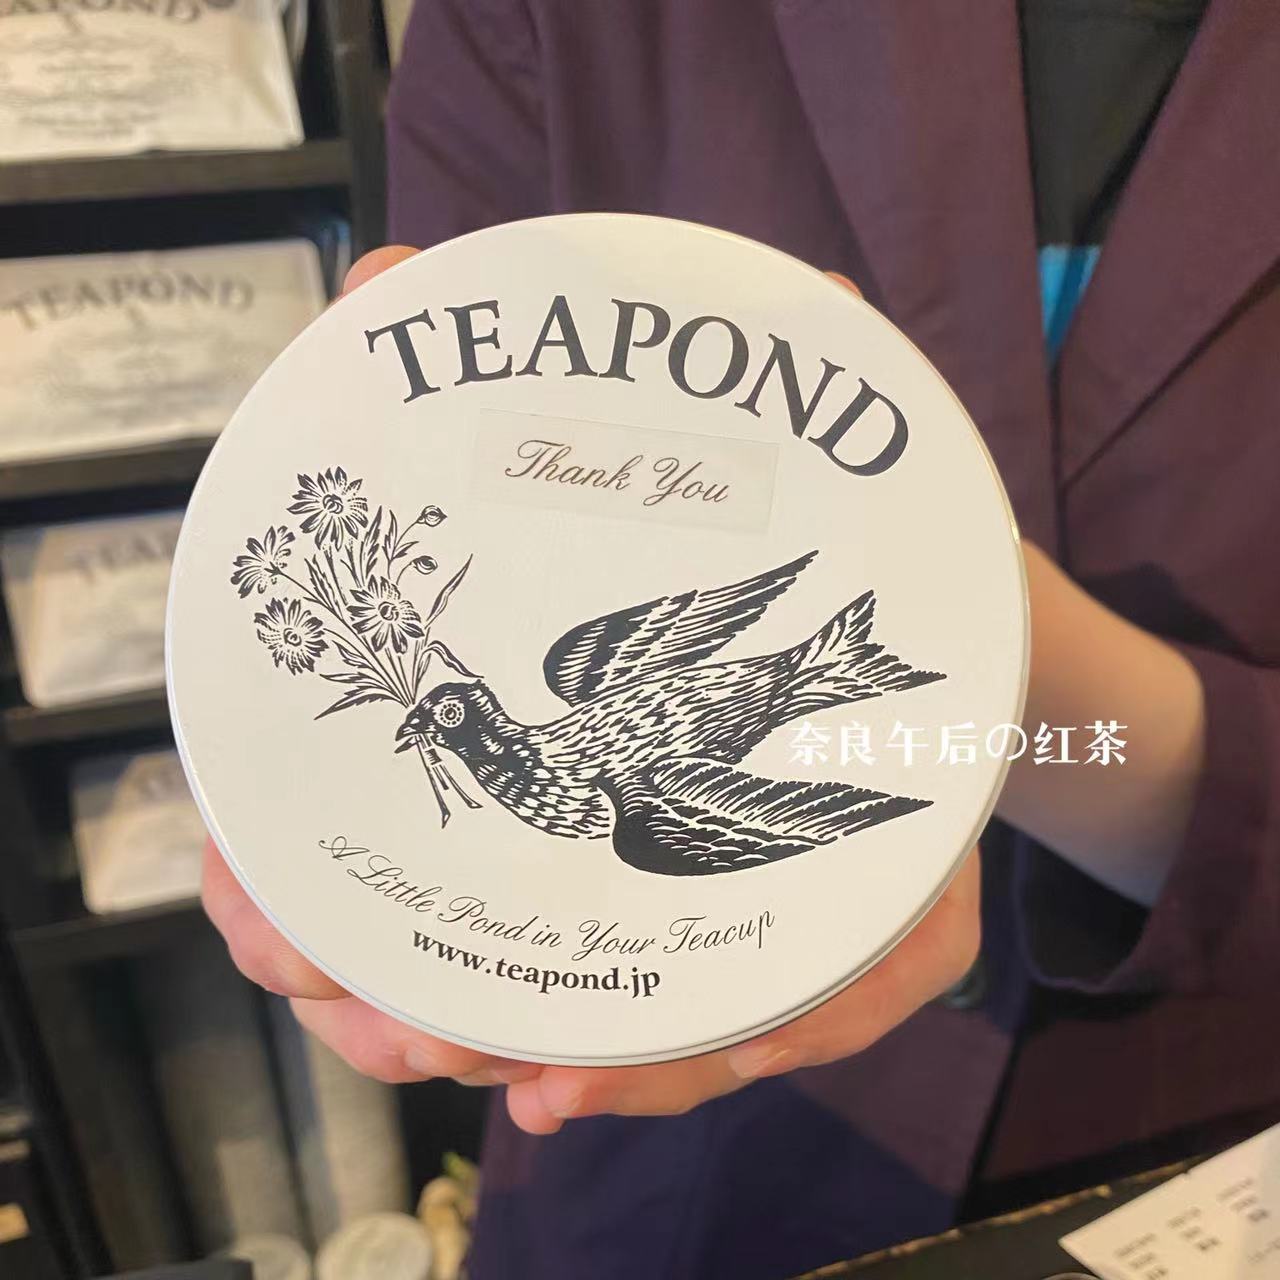 TEAPOND
TEAPOND
TEAPOND
Thank You
奈良午后の红茶
A Little Pond in Your Teacup
www.teapond.jp